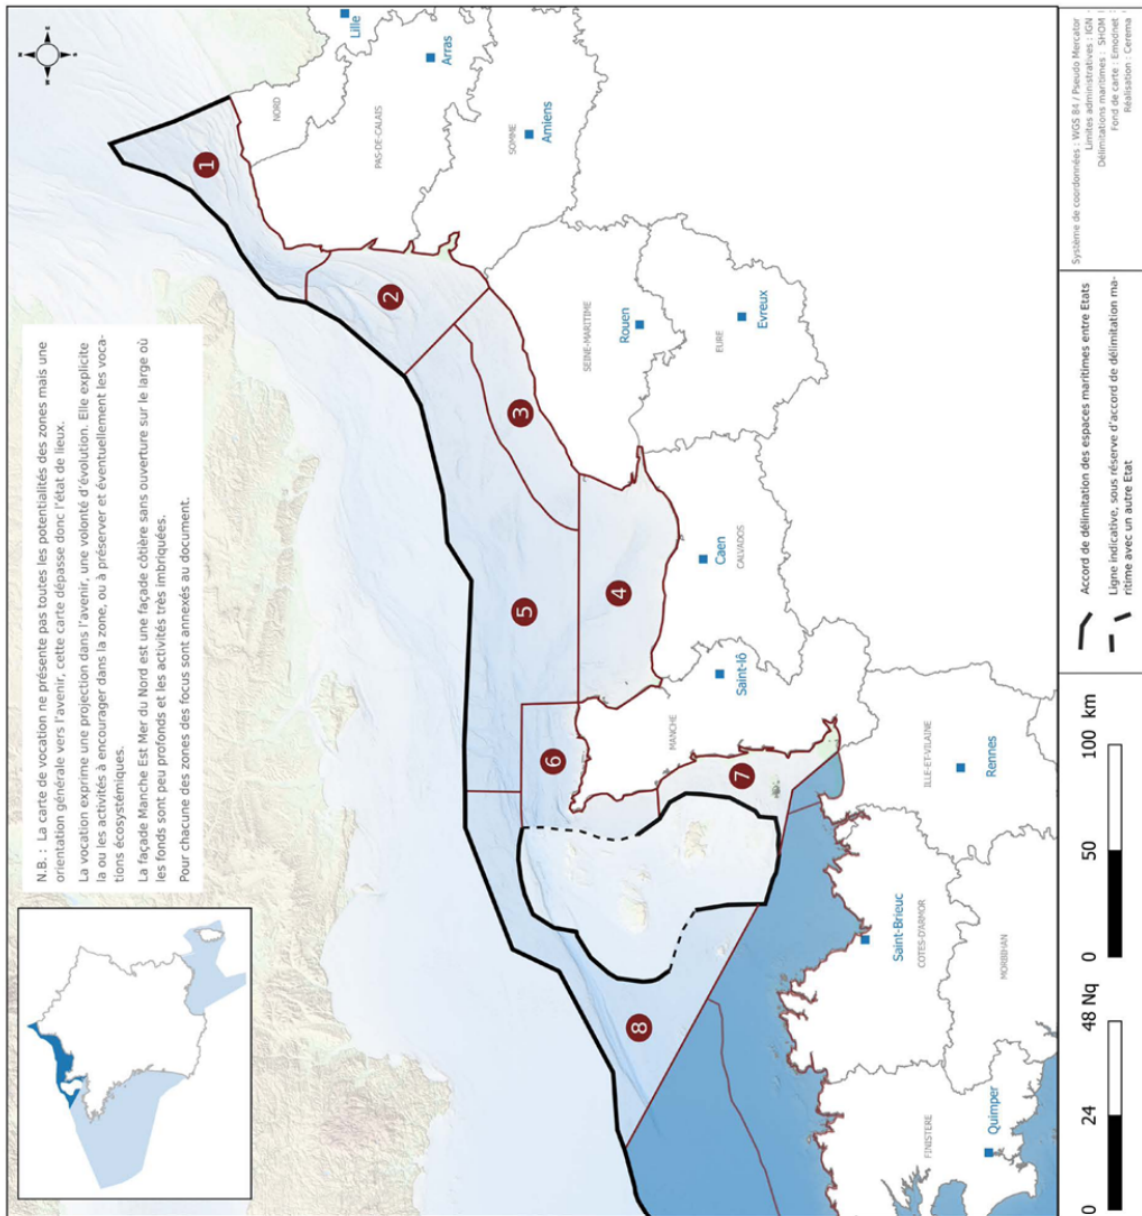 N.B. : La carte de vocation ne présente pas toutes les potentialités des zones mais une
orientation générale vers l'avenir, cette carte dépasse donc l'état de lieux.
La vocation exprime une projection dans l'avenir, une volonté d'évolution. Elle explicite
la ou les activités à encourager dans la zone, ou à préserver et éventuellement les voca-
tions écosystémiques.
La façade Manche Est Mer du Nord est une façade côtière sans ouverture sur le large où
les fonds sont peu profonds et les activités très imbriquées.
Pour chacune des zones des focus sont annexés au document.
Lille
NORD
1
Arras
PAS-DE-CALAIS
2
SOMME
Amiens
SEINE-MARITIME
Rouen
3
EURE
Evreux
5
4
Caen
CALVADOS
6
Saint-lô
MANCHE
7
ILLE-ET-VILAINE
Rennes
8
Saint-Brieuc
COTES-D'ARMOR
MORBIHAN
FINISTERE
Quimper
0 24 48 Nq
0 50 100 km
Accord de délimitation des espaces maritimes entre Etats
Ligne indicative, sous réserve d'accord de délimitation ma-
ritime avec un autre Etat
Système de coordonnées : WGS 84 / Pseudo Mercator
Limites administratives : IGN
Délimitations maritimes : SHOM
Fond de carte : Emodnet
Réalisation : Cerema